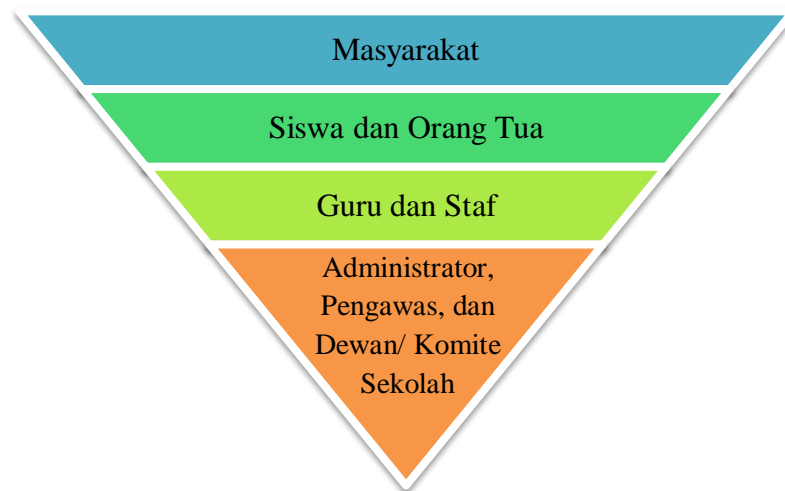 Masyarakat
Siswa dan Orang Tua
Guru dan Staf
Administrator,
Pengawas, dan
Dewan/ Komite
Sekolah